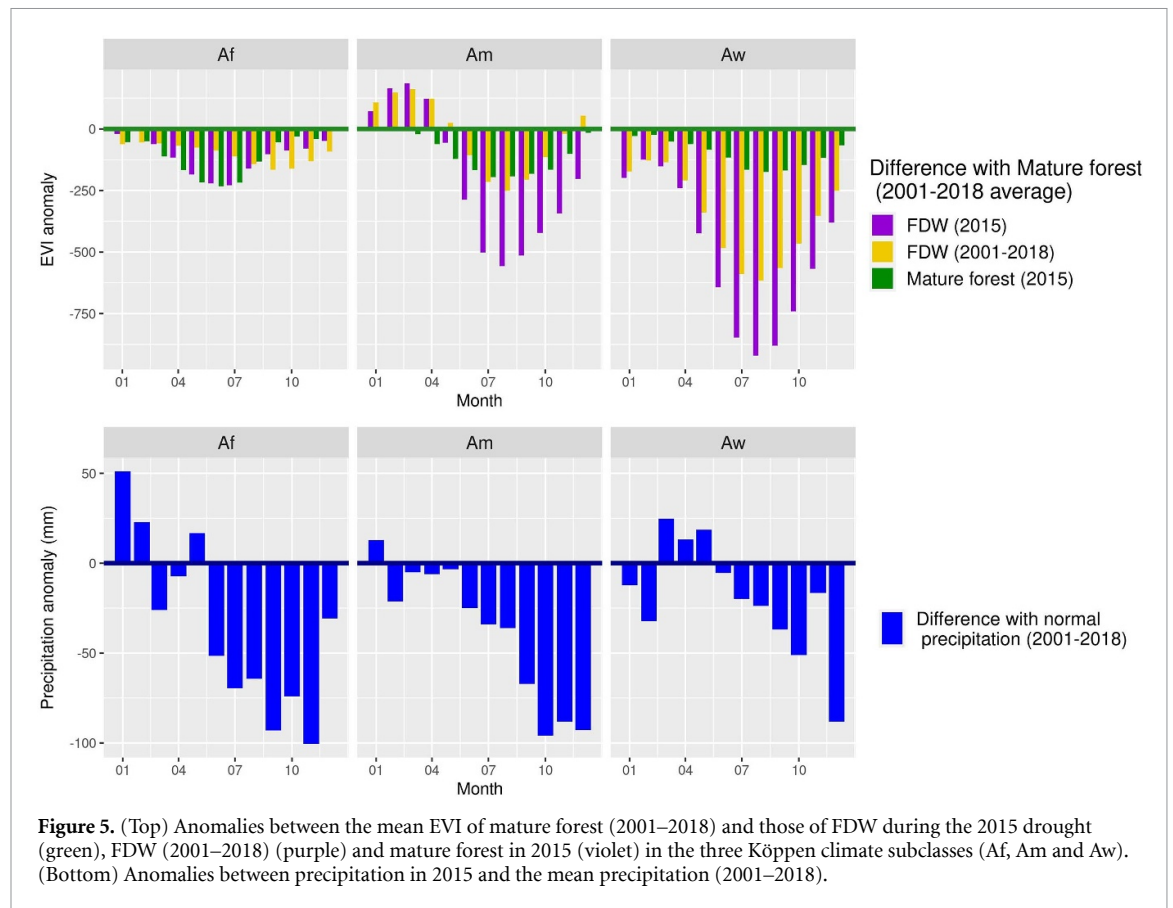 Af Am Aw
0
-250
-500
-750
EVI anomaly
01 04 07 10 01 04 07 10 01 04 07 10
Month
Difference with Mature forest
(2001-2018 average)
FDW (2015)
FDW (2001-2018)
Mature forest (2015)
Af Am Aw
50
0
-50
-100
Precipitation anomaly (mm)
01 04 07 10 01 04 07 10 01 04 07 10
Month
Difference with normal
precipitation (2001-2018)
Figure 5. (Top) Anomalies between the mean EVI of mature forest (2001–2018) and those of FDW during the 2015 drought
(green), FDW (2001–2018) (purple) and mature forest in 2015 (violet) in the three Köppen climate subclasses (Af, Am and Aw).
(Bottom) Anomalies between precipitation in 2015 and the mean precipitation (2001–2018).